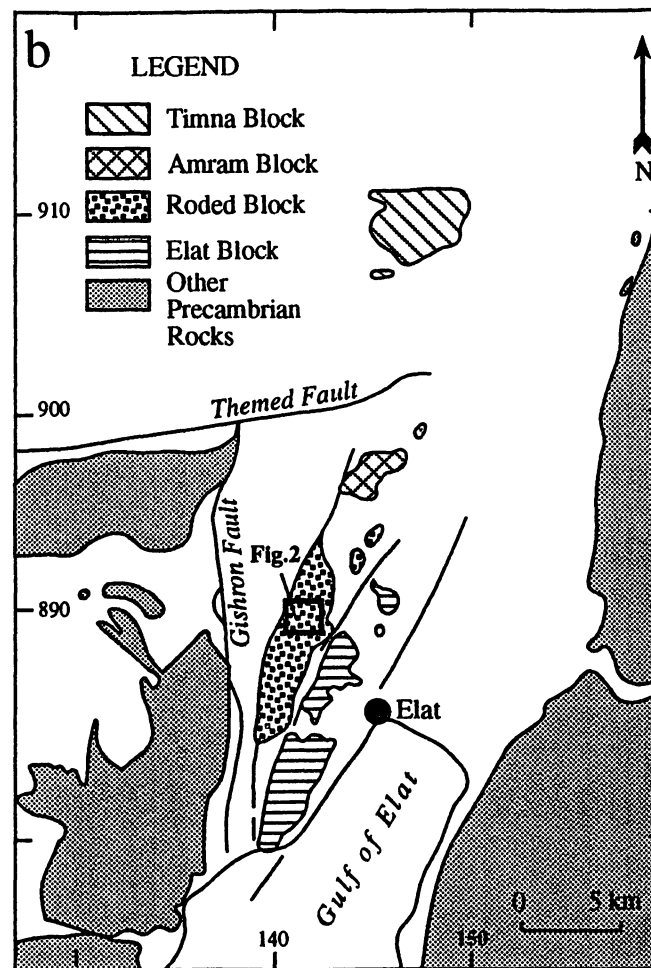 b
LEGEND
Timna Block
Amram Block
Roded Block
Elat Block
Other
Precambrian
Rocks
N
910
900
Themed Fault
Gishron Fault
Fig.2
890
Elat
Gulf of Elat
0 5 km
140 150